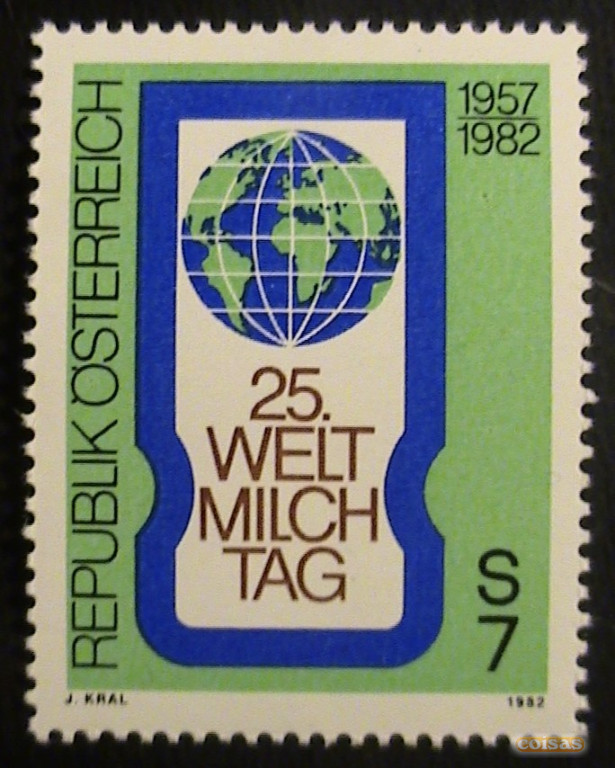 REPUBLIK ÖSTERREICH
1957
1982
25.
WELT
MILCH
TAG
S
7
J. KRAL
1982
coisas